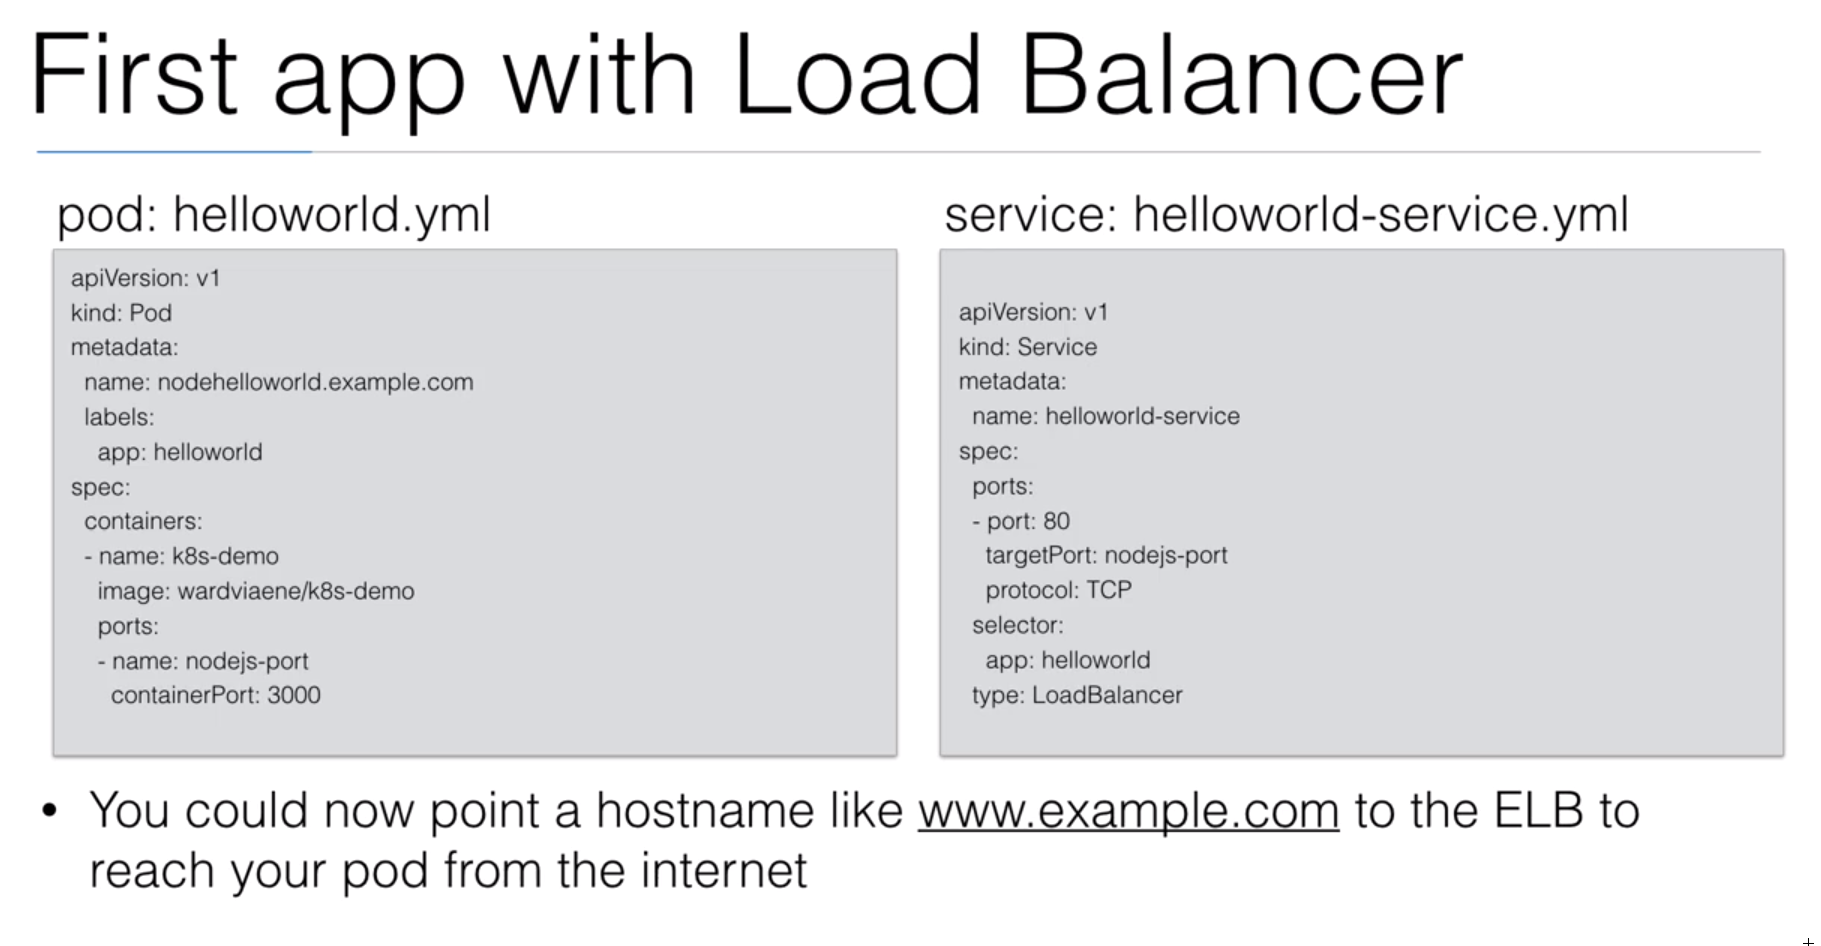 First app with Load Balancer
pod: helloworld.yml
apiVersion: v1
kind: Pod
metadata:
  name: nodehelloworld.example.com
  labels:
    app: helloworld
spec:
  containers:
  - name: k8s-demo
    image: wardviaene/k8s-demo
    ports:
    - name: nodejs-port
      containerPort: 3000
service: helloworld-service.yml
apiVersion: v1
kind: Service
metadata:
  name: helloworld-service
spec:
  ports:
  - port: 80
    targetPort: nodejs-port
    protocol: TCP
  selector:
    app: helloworld
  type: LoadBalancer
• You could now point a hostname like www.example.com to the ELB to
reach your pod from the internet